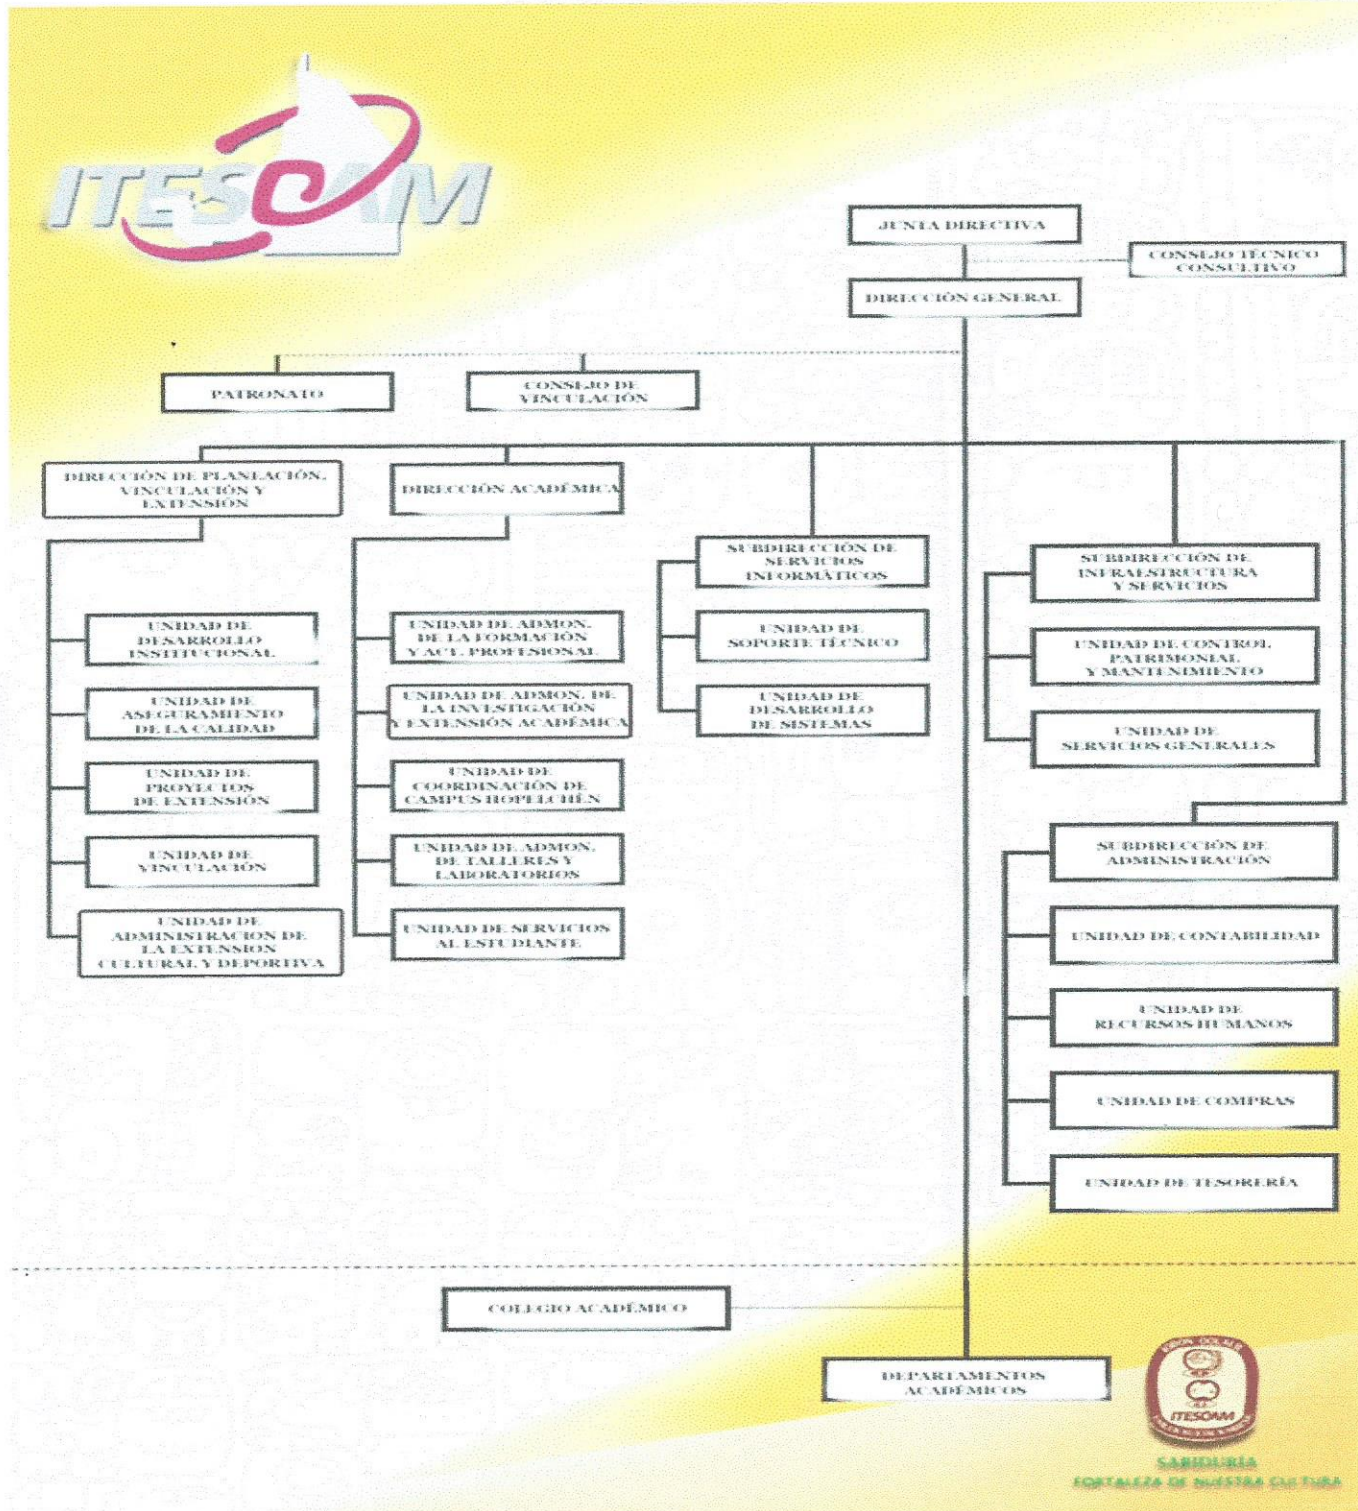 ITESCAM
JUNTA DIRECTIVA
CONSEJO TÉCNICO
CONSULTIVO
DIRECCIÓN GENERAL
PATRONATO
CONSEJO DE
VINCULACIÓN
DIRECCIÓN DE PLANEACIÓN,
VINCULACIÓN Y
EXTENSIÓN
UNIDAD DE
DESARROLLO
INSTITUCIONAL
UNIDAD DE
ASEGURAMIENTO
DE LA CALIDAD
UNIDAD DE
PROYECTOS
DE EXTENSIÓN
UNIDAD DE
VINCULACIÓN
UNIDAD DE
ADMINISTRACION DE
LA EXTENSION
CULTURAL Y DEPORTIVA
DIRECCIÓN ACADÉMICA
UNIDAD DE ADMON.
DE LA FORMACIÓN
Y ACT. PROFESIONAL
UNIDAD DE ADMON. DE
LA INVESTIGACIÓN
Y EXTENSIÓN ACADÉMICA
UNIDAD DE
COORDINACIÓN DE
CAMPUS HOPELCHÉN
UNIDAD DE ADMON.
DE TALLERES Y
LABORATORIOS
UNIDAD DE SERVICIOS
AL ESTUDIANTE
SUBDIRECCIÓN DE
SERVICIOS
INFORMÁTICOS
UNIDAD DE
SOPORTE TÉCNICO
UNIDAD DE
DESARROLLO
DE SISTEMAS
SUBDIRECCIÓN DE
INFRAESTRUCTURA
Y SERVICIOS
UNIDAD DE CONTROL
PATRIMONIAL
Y MANTENIMIENTO
UNIDAD DE
SERVICIOS GENERALES
SUBDIRECCIÓN DE
ADMINISTRACIÓN
UNIDAD DE CONTABILIDAD
UNIDAD DE
RECURSOS HUMANOS
UNIDAD DE COMPRAS
UNIDAD DE TESORERÍA
COLEGIO ACADÉMICO
DEPARTAMENTOS
ACADÉMICOS
ITESCAM
SABIDURÍA
FORTALEZA DE NUESTRA CULTURA